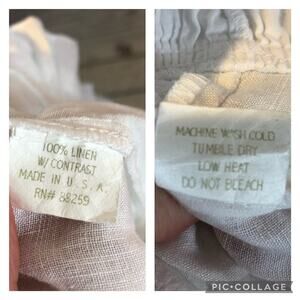 100% LINEN
W/ CONTRAST
MADE IN U.S.A.
RN# 88259
MACHINE WASH COLD
TUMBLE DRY
LOW HEAT
DO NOT BLEACH
PIC•COLLAGE